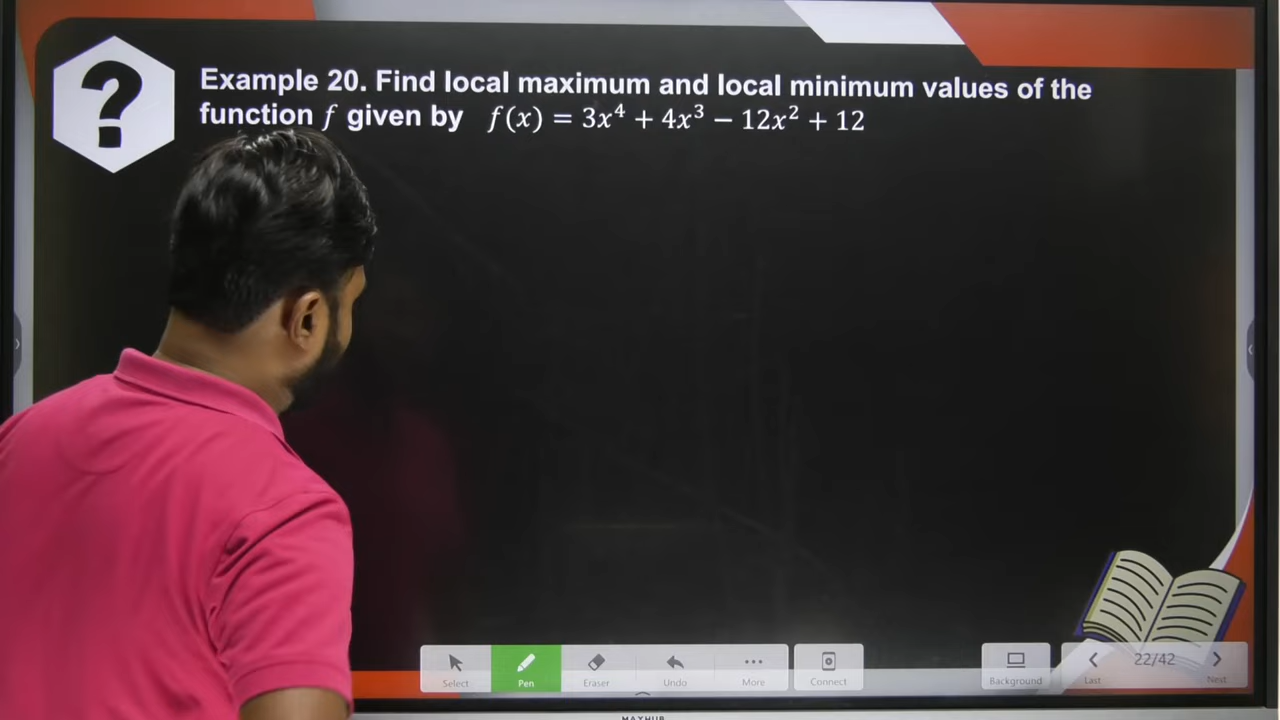 ?
Example 20. Find local maximum and local minimum values of the
function f given by f(x) = 3x⁴ + 4x³ − 12x² + 12
Select Pen Eraser Undo More Connect Background Last 22/42 Next
MAXHUB